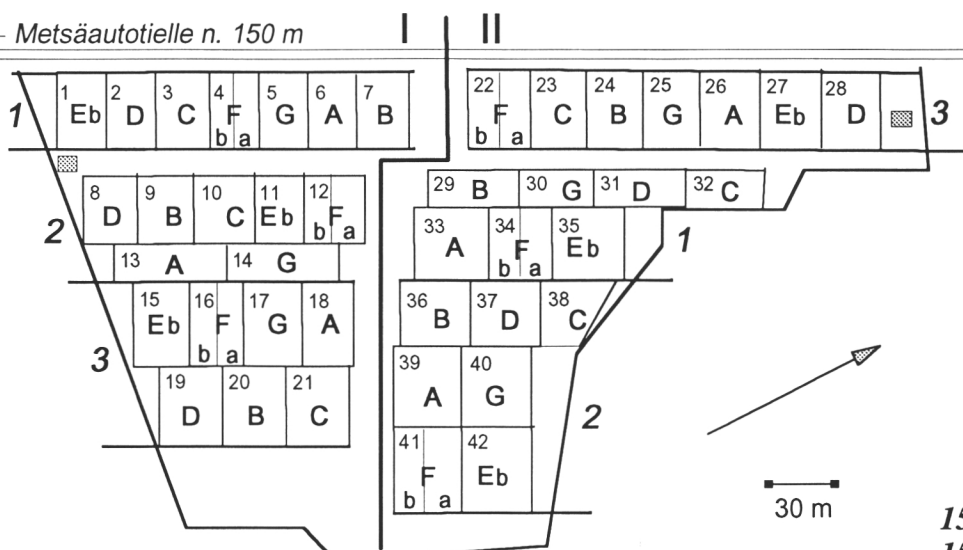 Metsäautotielle n. 150 m
I II
1 2 3 4 5 6 7
Eb D C F G A B
b a
1
22 23 24 25 26 27 28
F C B G A Eb D
b a
3
8 9 10 11 12
D B C Eb F
b a
2
29 B 30 G 31 D 32 C
13 A 14 G
33 34 35
A F Eb
b a
1
15 16 17 18
Eb F G A
b a
3
36 37 38
B D C
19 20 21
D B C
39 40
A G
2
41 42
F Eb
b a
30 m